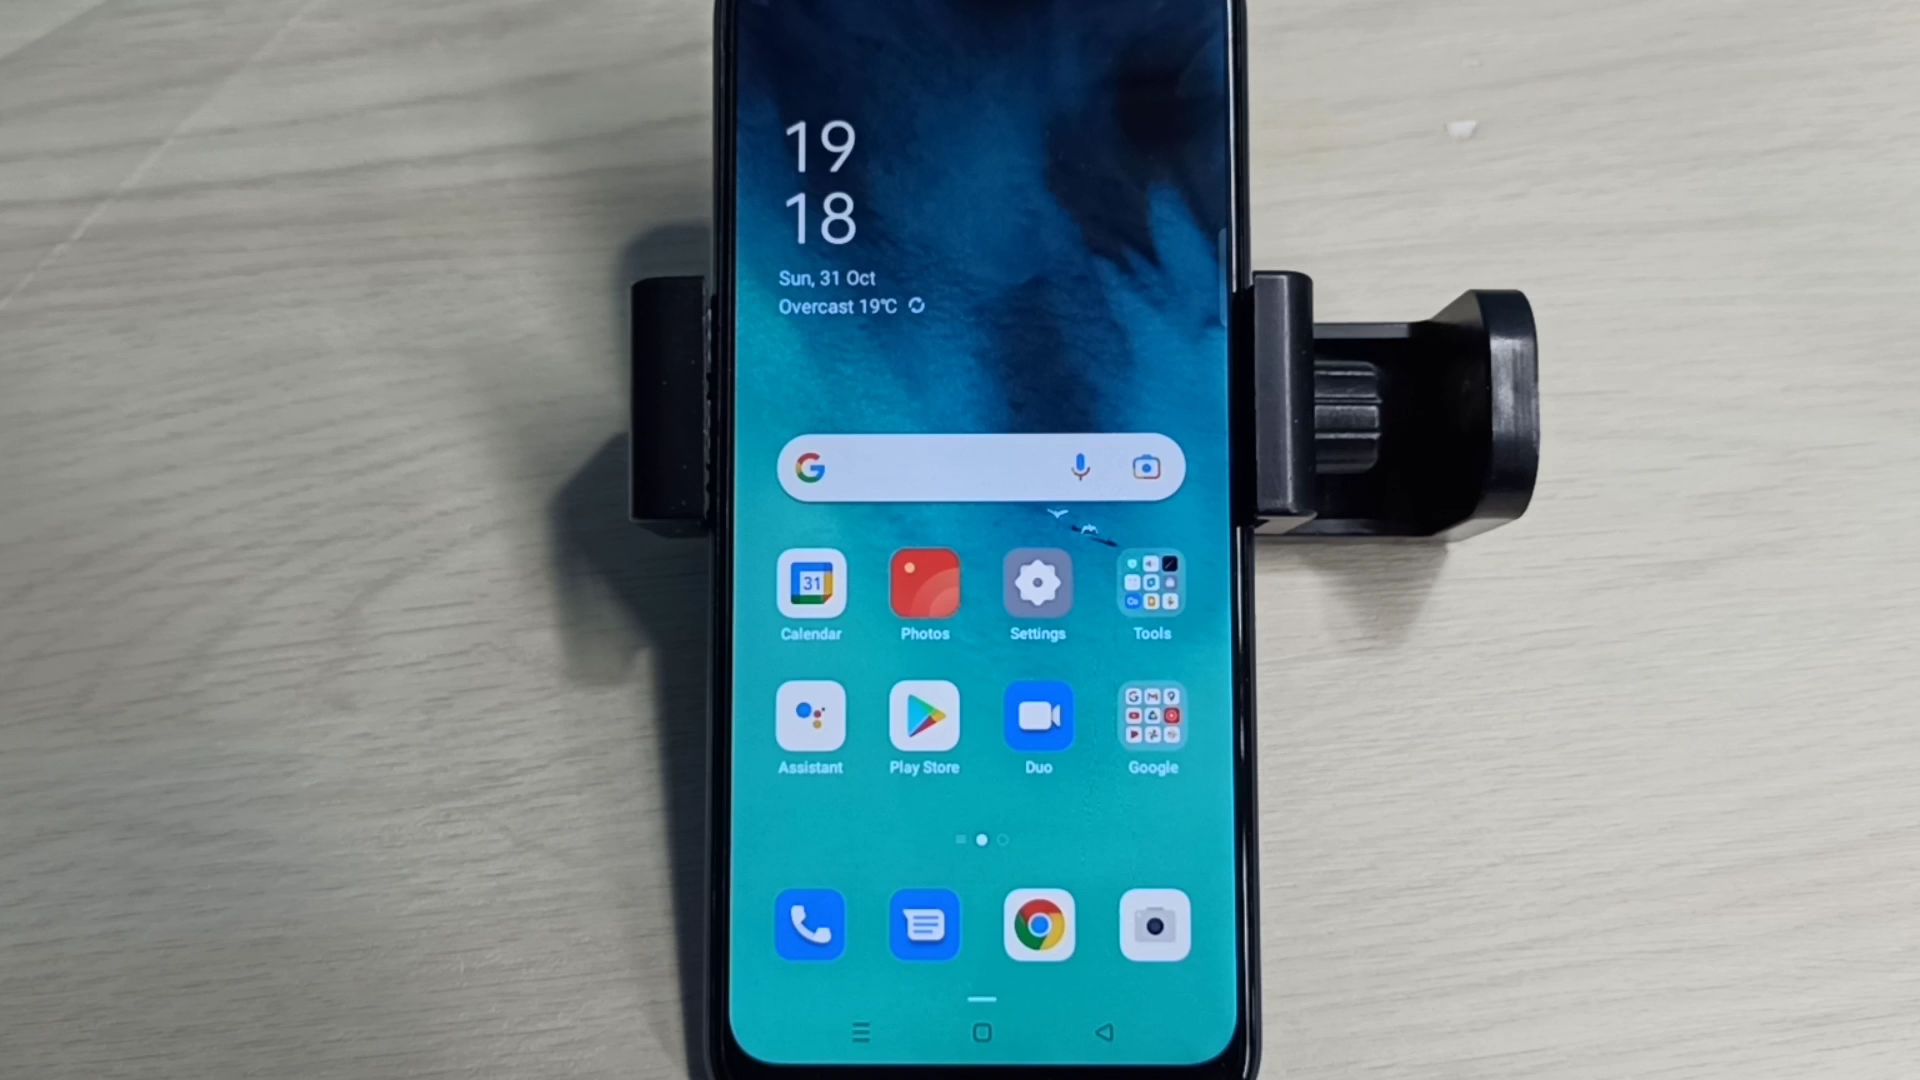 19
18
Sun, 31 Oct
Overcast 19°C
G
31
Calendar
Photos
Settings
Tools
Assistant
Play Store
Duo
Google